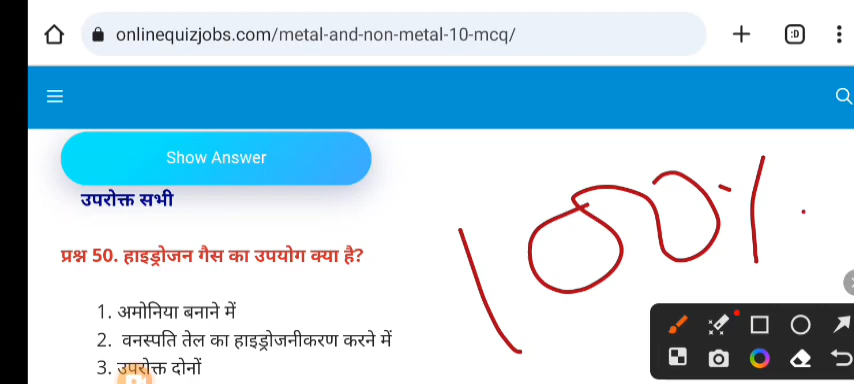 onlinequizjobs.com/metal-and-non-metal-10-mcq/
:D
Show Answer
उपरोक्त सभी
100%
प्रश्न 50. हाइड्रोजन गैस का उपयोग क्या है?
1. अमोनिया बनाने में
2. वनस्पति तेल का हाइड्रोजनीकरण करने में
3. उपरोक्त दोनों